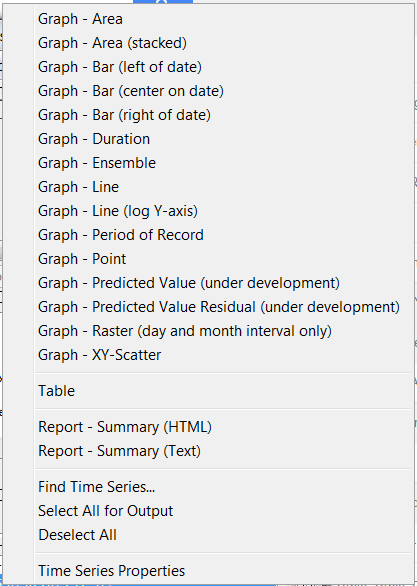 Graph - Area
Graph - Area (stacked)
Graph - Bar (left of date)
Graph - Bar (center on date)
Graph - Bar (right of date)
Graph - Duration
Graph - Ensemble
Graph - Line
Graph - Line (log Y-axis)
Graph - Period of Record
Graph - Point
Graph - Predicted Value (under development)
Graph - Predicted Value Residual (under development)
Graph - Raster (day and month interval only)
Graph - XY-Scatter
Table
Report - Summary (HTML)
Report - Summary (Text)
Find Time Series...
Select All for Output
Deselect All
Time Series Properties